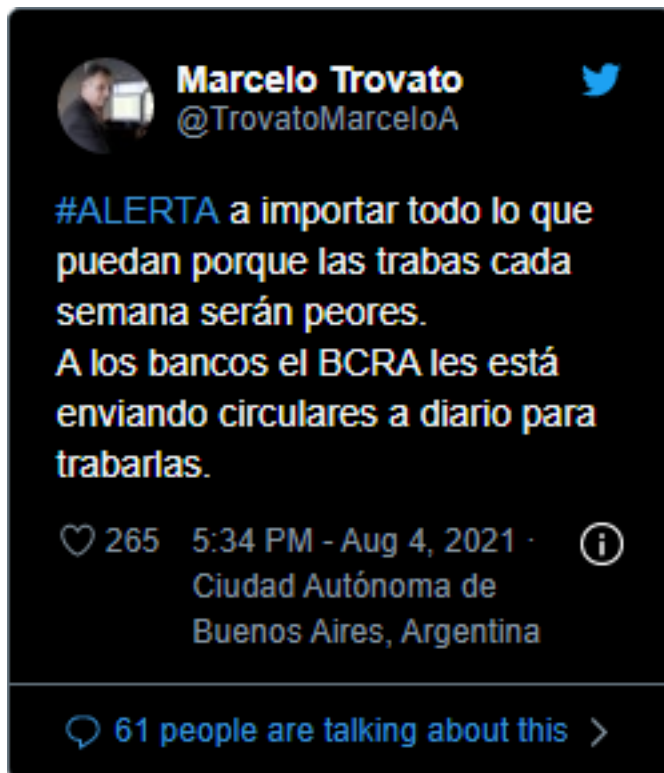 Marcelo Trovato
@TrovatoMarceloA
#ALERTA a importar todo lo que
puedan porque las trabas cada
semana serán peores.
A los bancos el BCRA les está
enviando circulares a diario para
trabarlas.
265 5:34 PM - Aug 4, 2021 ·
Ciudad Autónoma de
Buenos Aires, Argentina
61 people are talking about this